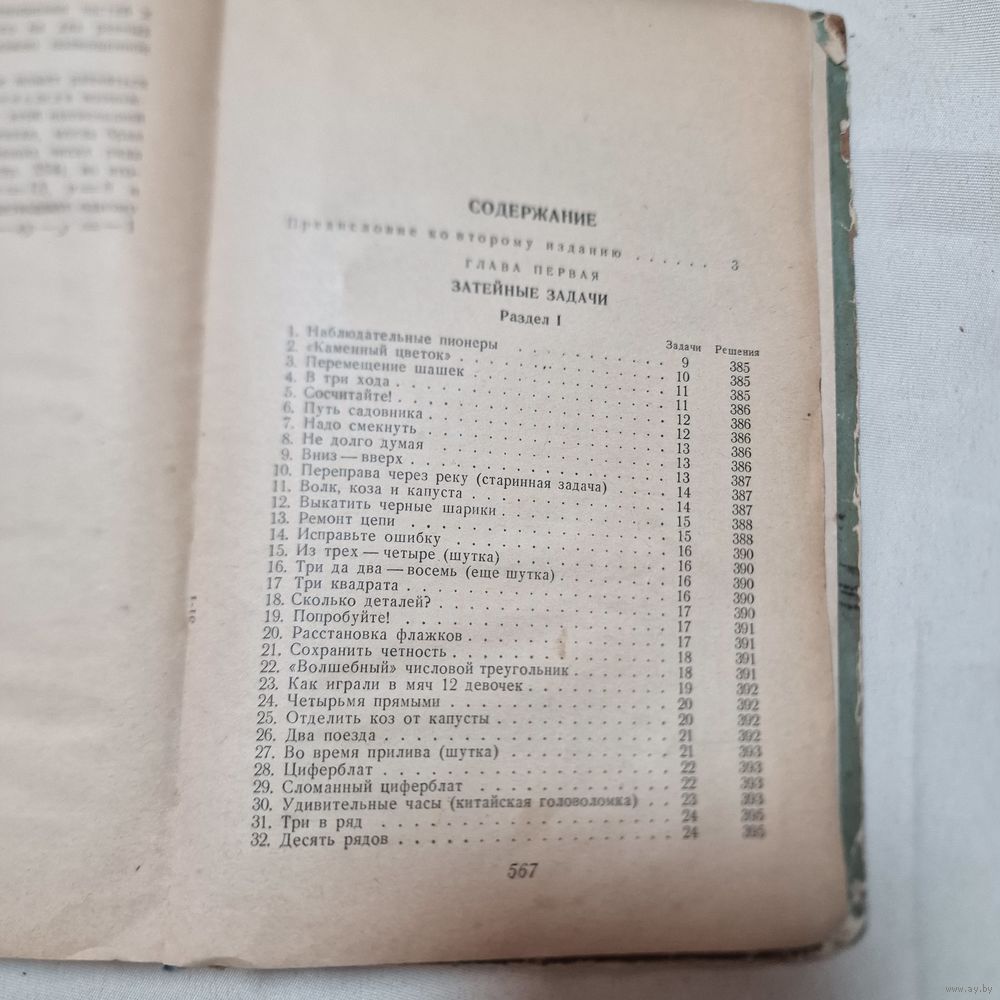 СОДЕРЖАНИЕ
Предисловие ко второму изданию . . . . . . 3
ГЛАВА ПЕРВАЯ
ЗАТЕЙНЫЕ ЗАДАЧИ
Раздел I
Задачи Решения
1. Наблюдательные пионеры . . . . . . . . . 9 385
2. «Каменный цветок» . . . . . . . . . 10 385
3. Перемещение шашек . . . . . . . . . 11 385
4. В три хода . . . . . . . . . 11 386
5. Сосчитайте! . . . . . . . . . 12 386
6. Путь садовника . . . . . . . . . 12 386
7. Надо смекнуть . . . . . . . . . 13 386
8. Не долго думая . . . . . . . . . 13 386
9. Вниз — вверх . . . . . . . . . 13 387
10. Переправа через реку (старинная задача) . . . . 14 387
11. Волк, коза и капуста . . . . . . . . . 14 387
12. Выкатить черные шарики . . . . . . . . . 15 388
13. Ремонт цепи . . . . . . . . . 15 388
14. Исправьте ошибку . . . . . . . . . 16 390
15. Из трех — четыре (шутка) . . . . . . . . . 16 390
16. Три да два — восемь (еще шутка) . . . . . . . 16 390
17 Три квадрата . . . . . . . . . 16 390
18. Сколько деталей? . . . . . . . . . 17 390
19. Попробуйте! . . . . . . . . . 17 391
20. Расстановка флажков . . . . . . . . . 17 391
21. Сохранить четность . . . . . . . . . 18 391
22. «Волшебный» числовой треугольник . . . . . . 18 391
23. Как играли в мяч 12 девочек . . . . . . . . . 19 392
24. Четырьмя прямыми . . . . . . . . . 20 392
25. Отделить коз от капусты . . . . . . . . . 20 392
26. Два поезда . . . . . . . . . 21 392
27. Во время прилива (шутка) . . . . . . . . . 21 393
28. Циферблат . . . . . . . . . 22 393
29. Сломанный циферблат . . . . . . . . . 22 393
30. Удивительные часы (китайская головоломка) . . 23 393
31. Три в ряд . . . . . . . . . 24 395
32. Десять рядов . . . . . . . . . 24 395
567
www.ay.by